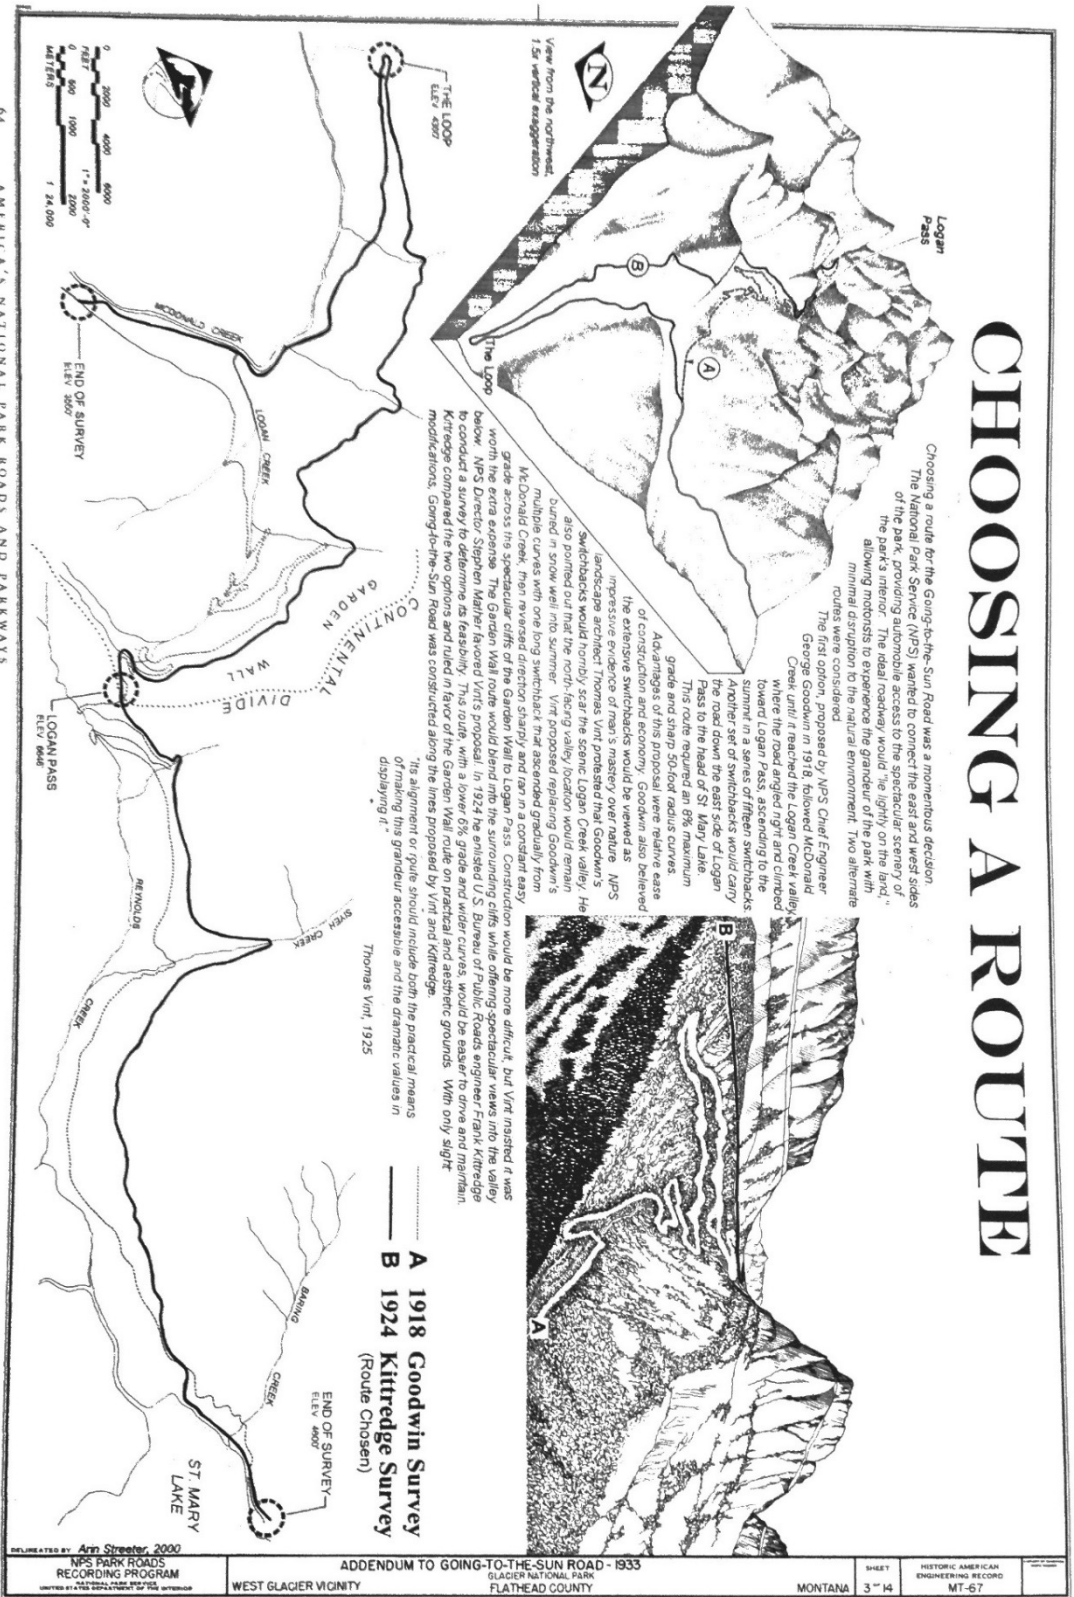 CHOOSING A ROUTE
Choosing a route for the Going-to-the-Sun Road was a momentous decision.
The National Park Service (NPS) wanted to connect the east and west sides
of the park, providing automobile access to the spectacular scenery of
the park's interior. The ideal roadway would "lie lightly on the land,"
allowing motorists to experience the grandeur of the park with
minimal disruption to the natural environment. Two alternate
routes were considered.
The first option, proposed by NPS Chief Engineer
George Goodwin in 1918, followed McDonald
Creek until it reached the Logan Creek valley,
where the road angled right and climbed
toward Logan Pass, ascending to the
summit in a series of fifteen switchbacks.
Another set of switchbacks would carry
the road down the east side of Logan
Pass to the head of St. Mary Lake.
This route required an 8% maximum
grade and sharp 50-foot radius curves.
Advantages of this proposal were relative ease
of construction and economy. Goodwin also believed
the extensive switchbacks would be viewed as
impressive evidence of man's mastery over nature. NPS
landscape architect Thomas Vint protested that Goodwin's
switchbacks would horribly scar the scenic Logan Creek valley. He
also pointed out that the north-facing valley location would remain
buried in snow well into summer. Vint proposed replacing Goodwin's
multiple curves with one long switchback that ascended gradually from
McDonald Creek, then reversed direction sharply and ran in a constant easy
grade across the spectacular cliffs of the Garden Wall to Logan Pass. Construction would be more difficult, but Vint insisted it was
worth the extra expense. The Garden Wall route would blend into the surrounding cliffs while offering spectacular views into the valley
below. NPS Director Stephen Mather favored Vint's proposal. In 1924 he enlisted U.S. Bureau of Public Roads engineer Frank Kittredge
to conduct a survey to determine its feasibility. This route, with a lower 6% grade and wider curves, would be easier to drive and maintain.
Kittredge compared the two options and ruled in favor of the Garden Wall route on practical and aesthetic grounds. With only slight
modifications, Going-to-the-Sun Road was constructed along the lines proposed by Vint and Kittredge.
"Its alignment or route should include both the practical means
of making this grandeur accessible and the dramatic values in
displaying it."
Thomas Vint, 1925
Logan
Pass
B
A
The Loop
N
View from the northwest,
1.5x vertical exaggeration
B
A
A 1918 Goodwin Survey
B 1924 Kittredge Survey
(Route Chosen)
THE LOOP
ELEV 4397'
0 2000 4000 6000
FEET 1" = 2000'-0"
0 500 1000 2000
METERS 1 : 24,000
MCDONALD CREEK
END OF SURVEY
LOGAN CREEK
CONTINENTAL
DIVIDE
GARDEN
WALL
LOGAN PASS
ELEV 6646'
REYNOLDS
CREEK
SIYEH CREEK
BARING
CREEK
END OF SURVEY
ST. MARY
LAKE
DELINEATED BY Ann Streeter, 2000
NPS PARK ROADS
RECORDING PROGRAM
NATIONAL PARK SERVICE
UNITED STATES DEPARTMENT OF THE INTERIOR
WEST GLACIER VICINITY
ADDENDUM TO GOING-TO-THE-SUN ROAD - 1933
GLACIER NATIONAL PARK
FLATHEAD COUNTY
MONTANA
SHEET
3 OF 14
HISTORIC AMERICAN
ENGINEERING RECORD
MT-67
64 AMERICA'S NATIONAL PARK ROADS AND PARKWAYS